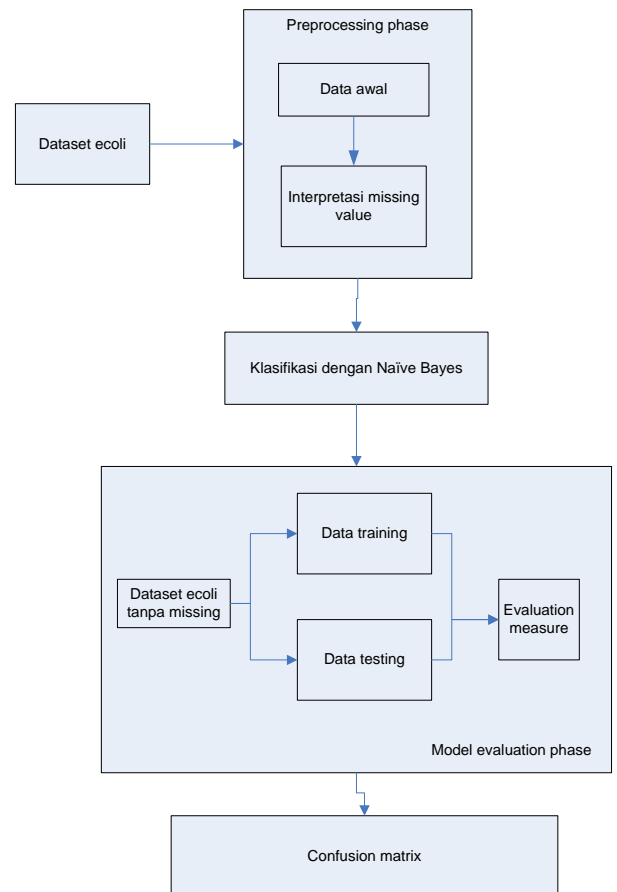 Preprocessing phase
Data awal
Dataset ecoli
Interpretasi missing
value
Klasifikasi dengan Naïve Bayes
Data training
Dataset ecoli
tanpa missing
Evaluation
measure
Data testing
Model evaluation phase
Confusion matrix